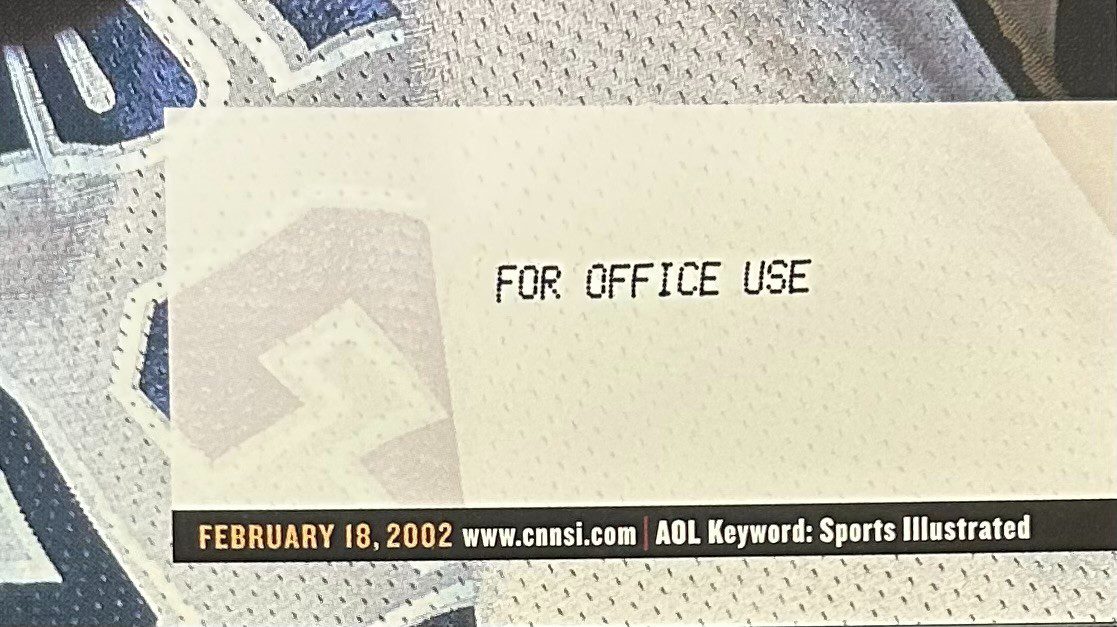 FOR OFFICE USE
FEBRUARY 18, 2002 www.cnnsi.com | AOL Keyword: Sports Illustrated